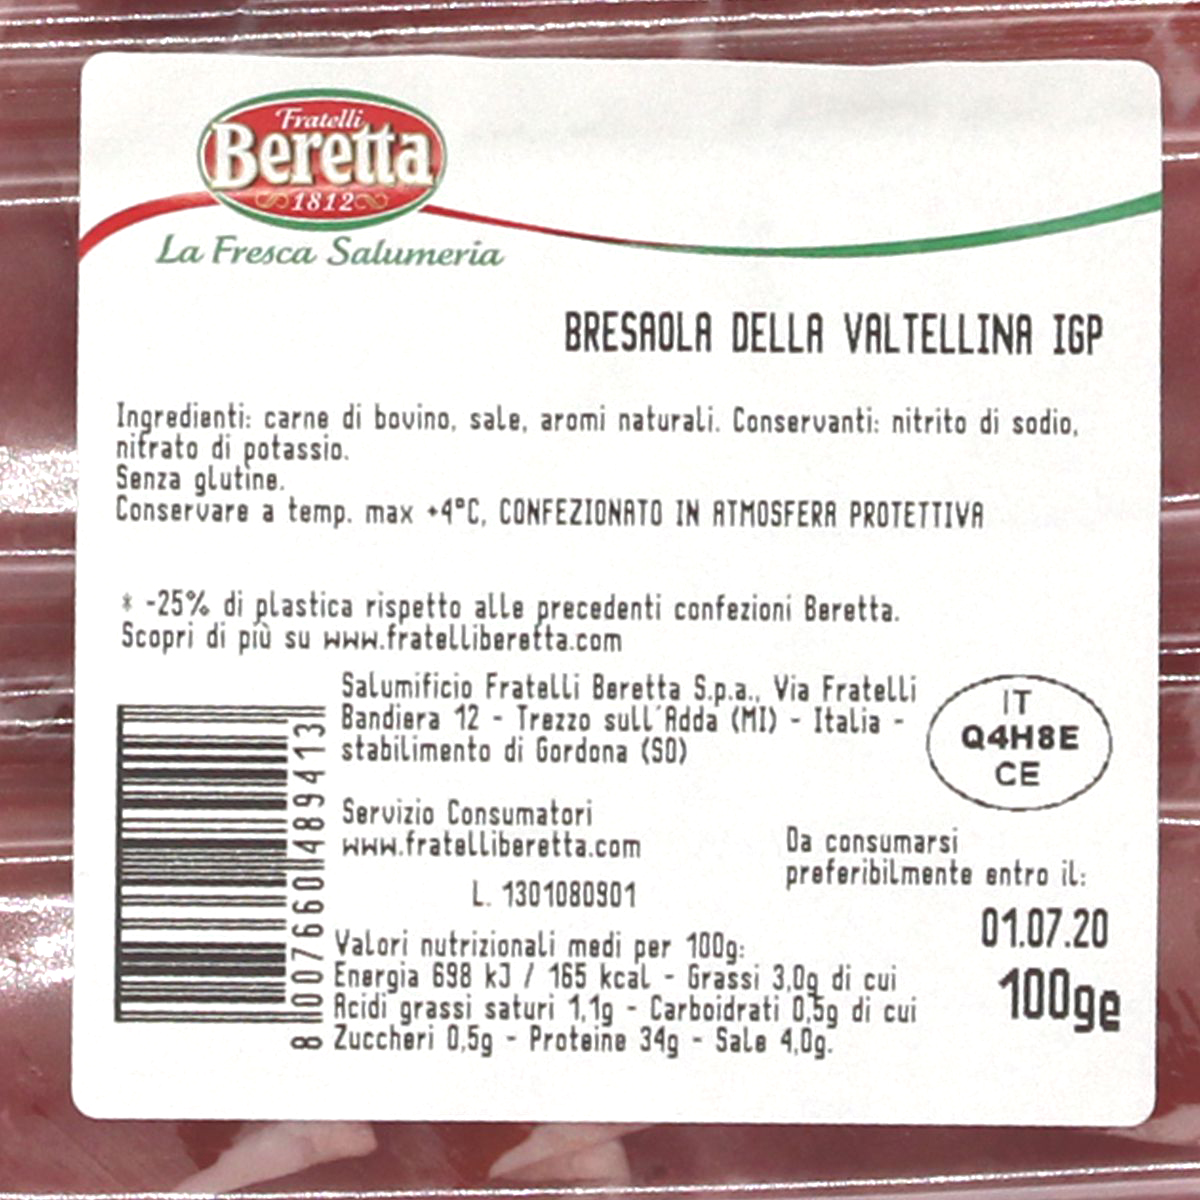 Fratelli
Beretta
1812
La Fresca Salumeria
BRESAOLA DELLA VALTELLINA IGP
Ingredienti: carne di bovino, sale, aromi naturali. Conservanti: nitrito di sodio,
nitrato di potassio.
Senza glutine.
Conservare a temp. max +4°C, CONFEZIONATO IN ATMOSFERA PROTETTIVA
* -25% di plastica rispetto alle precedenti confezioni Beretta.
Scopri di più su www.fratelliberetta.com
Salumificio Fratelli Beretta S.p.a., Via Fratelli
Bandiera 12 - Trezzo sull'Adda (MI) - Italia -
stabilimento di Gordona (SO)
IT
Q4H8E
CE
Servizio Consumatori
www.fratelliberetta.com
L. 1301080901
Da consumarsi
preferibilmente entro il:
01.07.20
100ge
Valori nutrizionali medi per 100g:
Energia 698 kJ / 165 kcal - Grassi 3,0g di cui
Acidi grassi saturi 1,1g - Carboidrati 0,5g di cui
Zuccheri 0,5g - Proteine 34g - Sale 4,0g.
8 007660 489413